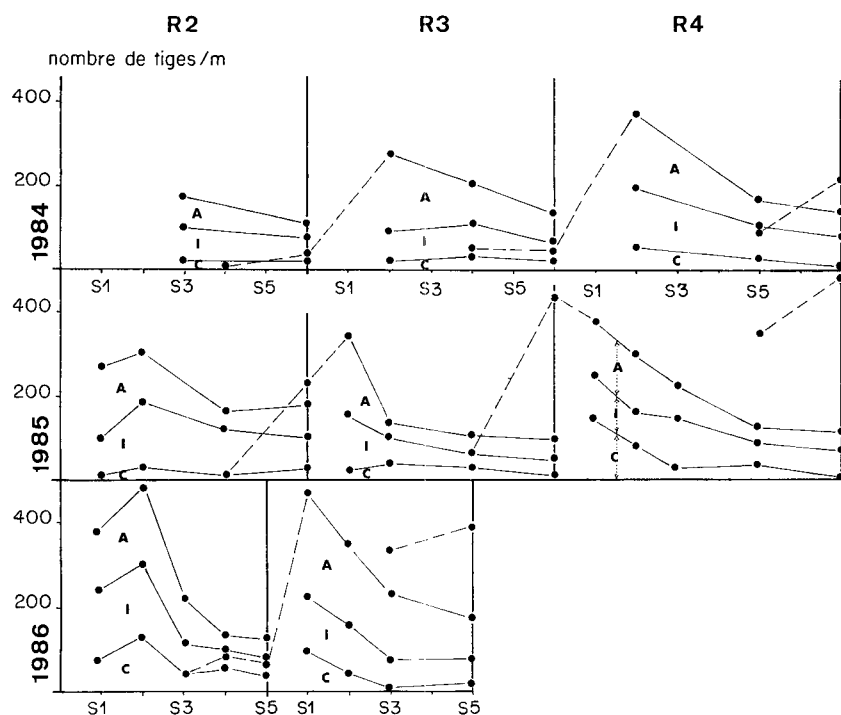 R2 R3 R4
nombre de tiges/m
400
200
1984
A A A
I I I
C C C
S1 S3 S5 S1 S3 S5 S1 S3 S5
400
200
1985
A A A
I I I
C C C
400
200
1986
A A
I I
C C
S1 S3 S5 S1 S3 S5